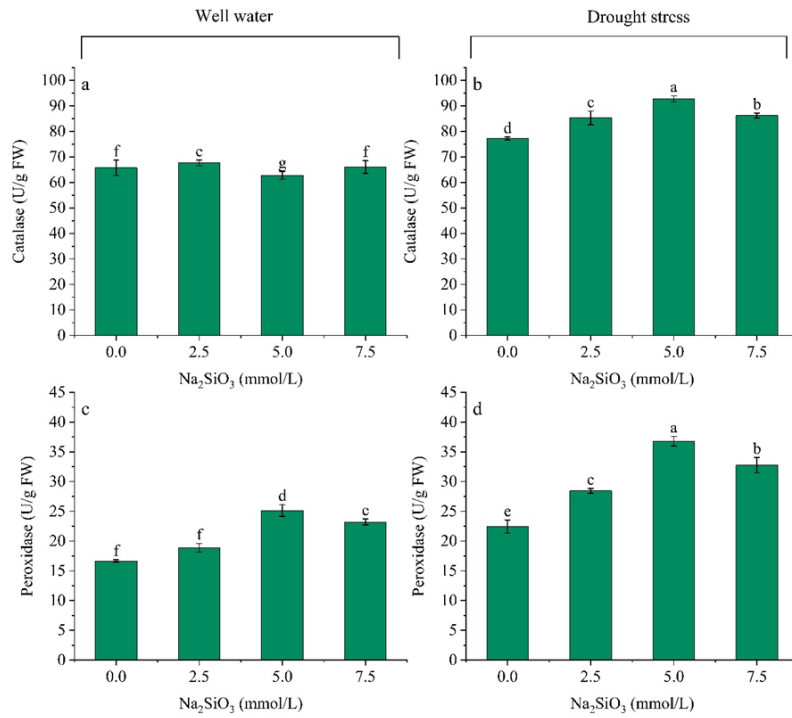 Well water
Drought stress
a
100
90
80
70
60
50
40
30
20
10
0
Catalase (U/g FW)
f
c
g
f
0.0 2.5 5.0 7.5
Na₂SiO₃ (mmol/L)
b
100
90
80
70
60
50
40
30
20
10
0
Catalase (U/g FW)
d
c
a
b
0.0 2.5 5.0 7.5
Na₂SiO₃ (mmol/L)
c
45
40
35
30
25
20
15
10
5
0
Peroxidase (U/g FW)
f
f
d
c
0.0 2.5 5.0 7.5
Na₂SiO₃ (mmol/L)
d
45
40
35
30
25
20
15
10
5
0
Peroxidase (U/g FW)
e
c
a
b
0.0 2.5 5.0 7.5
Na₂SiO₃ (mmol/L)